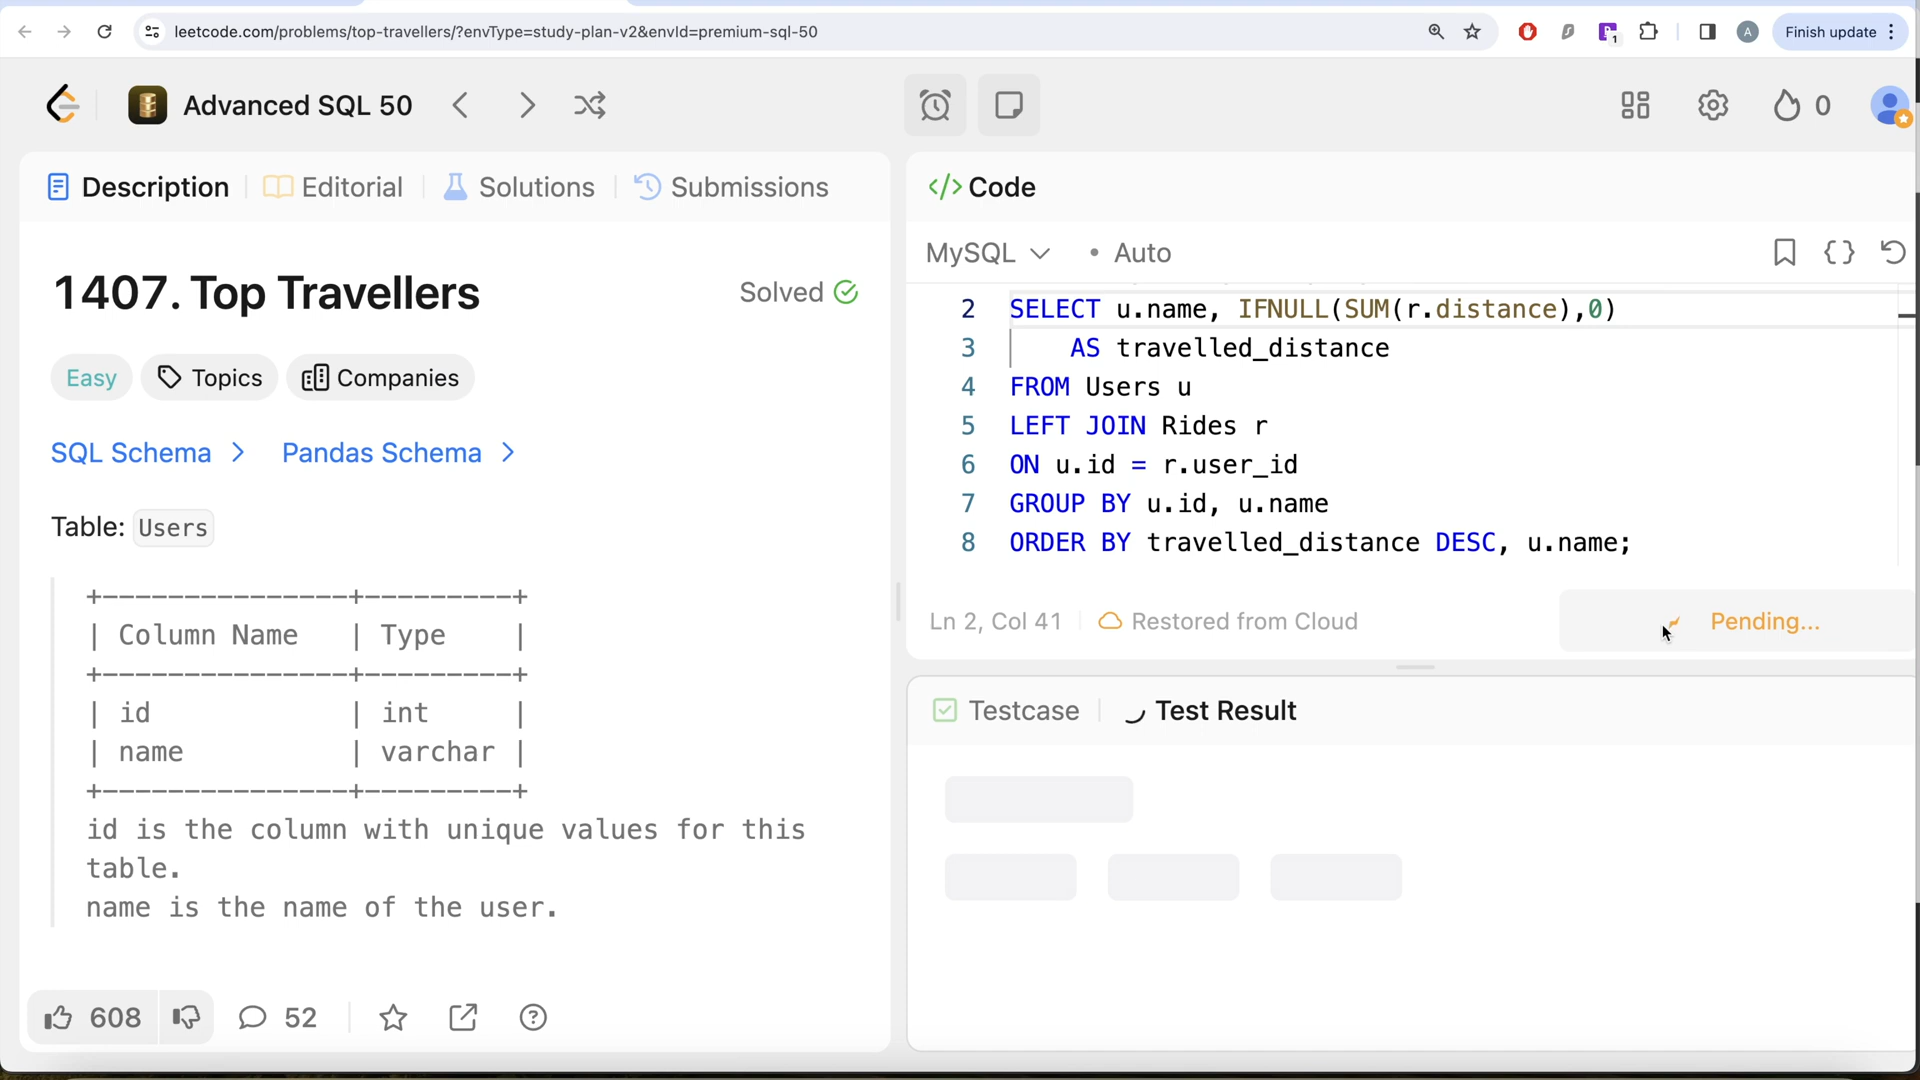 leetcode.com/problems/top-travellers/?envType=study-plan-v2&envId=premium-sql-50
1
A
Finish update
Advanced SQL 50
0
Description
Editorial
Solutions
Submissions
1407. Top Travellers
Solved
Easy
Topics
Companies
SQL Schema
Pandas Schema
Table: Users
+---------------+---------+
| Column Name   | Type    |
+---------------+---------+
| id            | int     |
| name          | varchar |
+---------------+---------+
id is the column with unique values for this
table.
name is the name of the user.
608
52
</> Code
MySQL
• Auto
{}
2 SELECT u.name, IFNULL(SUM(r.distance),0)
3 AS travelled_distance
4 FROM Users u
5 LEFT JOIN Rides r
6 ON u.id = r.user_id
7 GROUP BY u.id, u.name
8 ORDER BY travelled_distance DESC, u.name;
Ln 2, Col 41
Restored from Cloud
Pending...
Testcase
Test Result